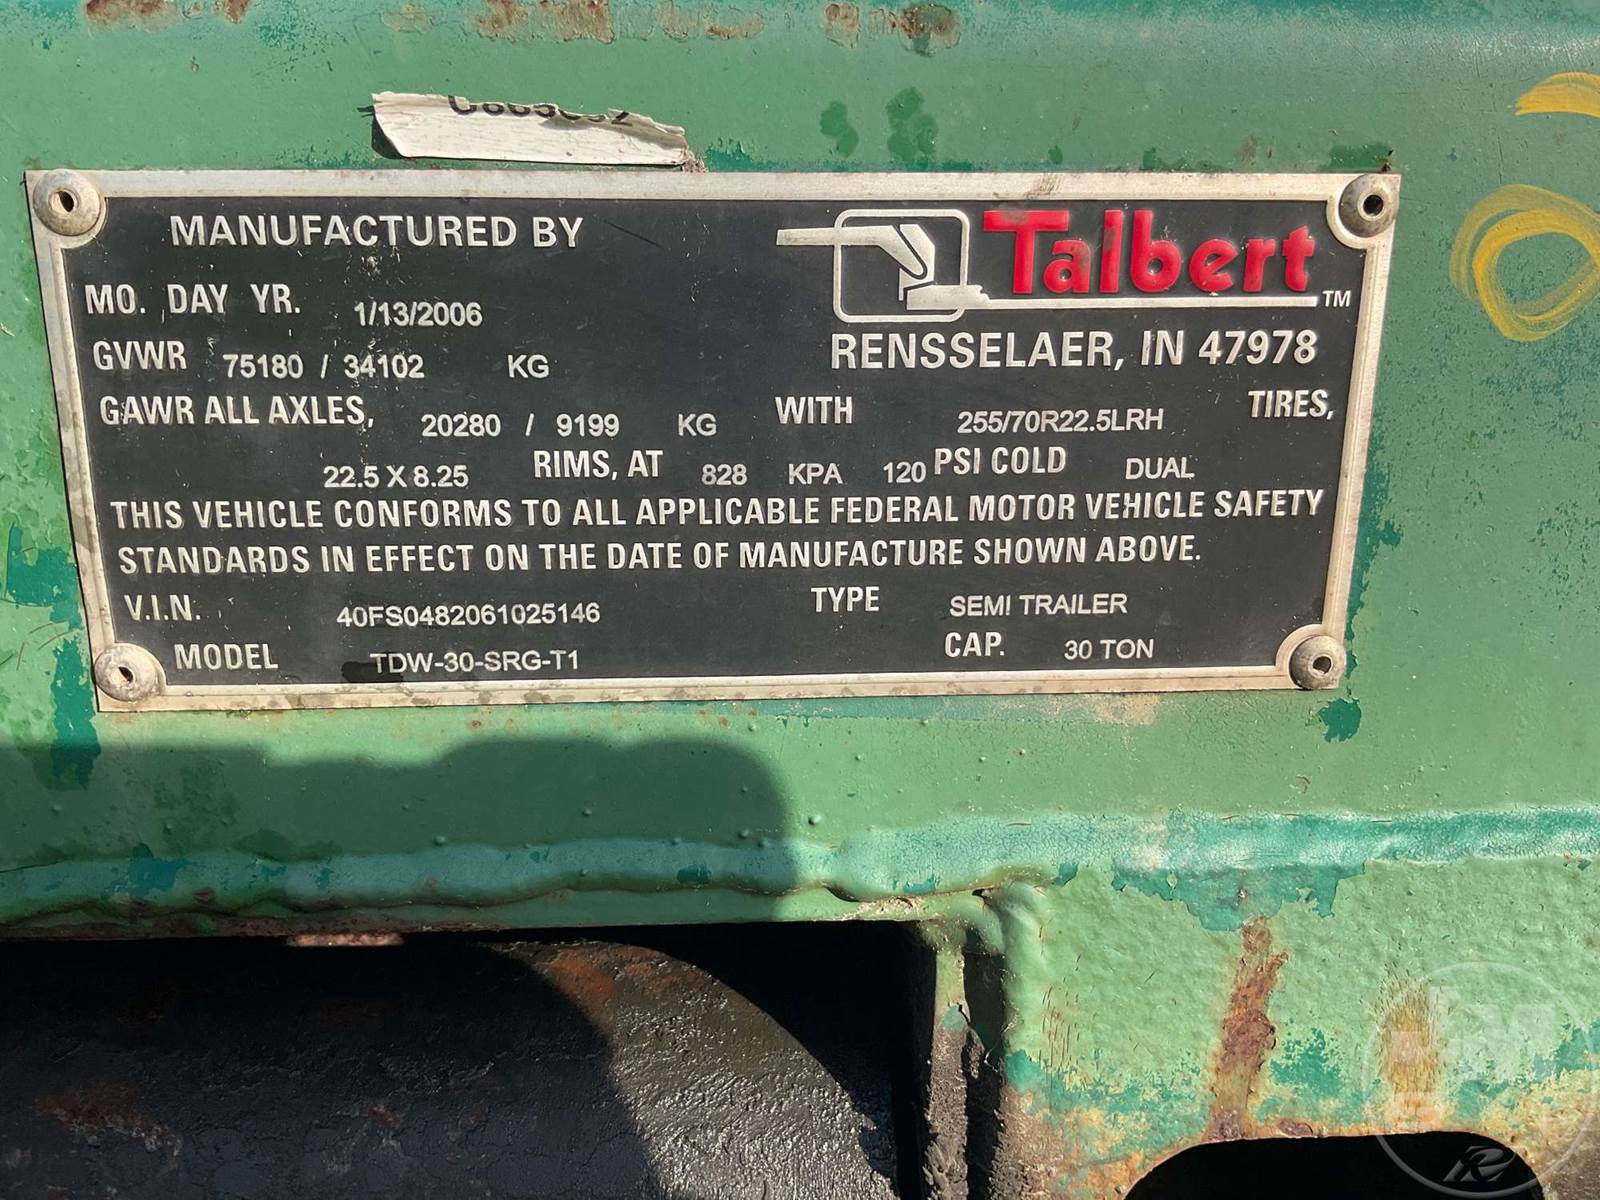 MANUFACTURED BY
Talbert TM
MO. DAY YR. 1/13/2006
RENSSELAER, IN 47978
GVWR 75180 / 34102 KG
GAWR ALL AXLES, 20280 / 9199 KG WITH 255/70R22.5LRH TIRES,
22.5 X 8.25 RIMS, AT 828 KPA 120 PSI COLD DUAL
THIS VEHICLE CONFORMS TO ALL APPLICABLE FEDERAL MOTOR VEHICLE SAFETY
STANDARDS IN EFFECT ON THE DATE OF MANUFACTURE SHOWN ABOVE.
V.I.N. 40FS0482061025146 TYPE SEMI TRAILER
MODEL TDW-30-SRG-T1 CAP. 30 TON